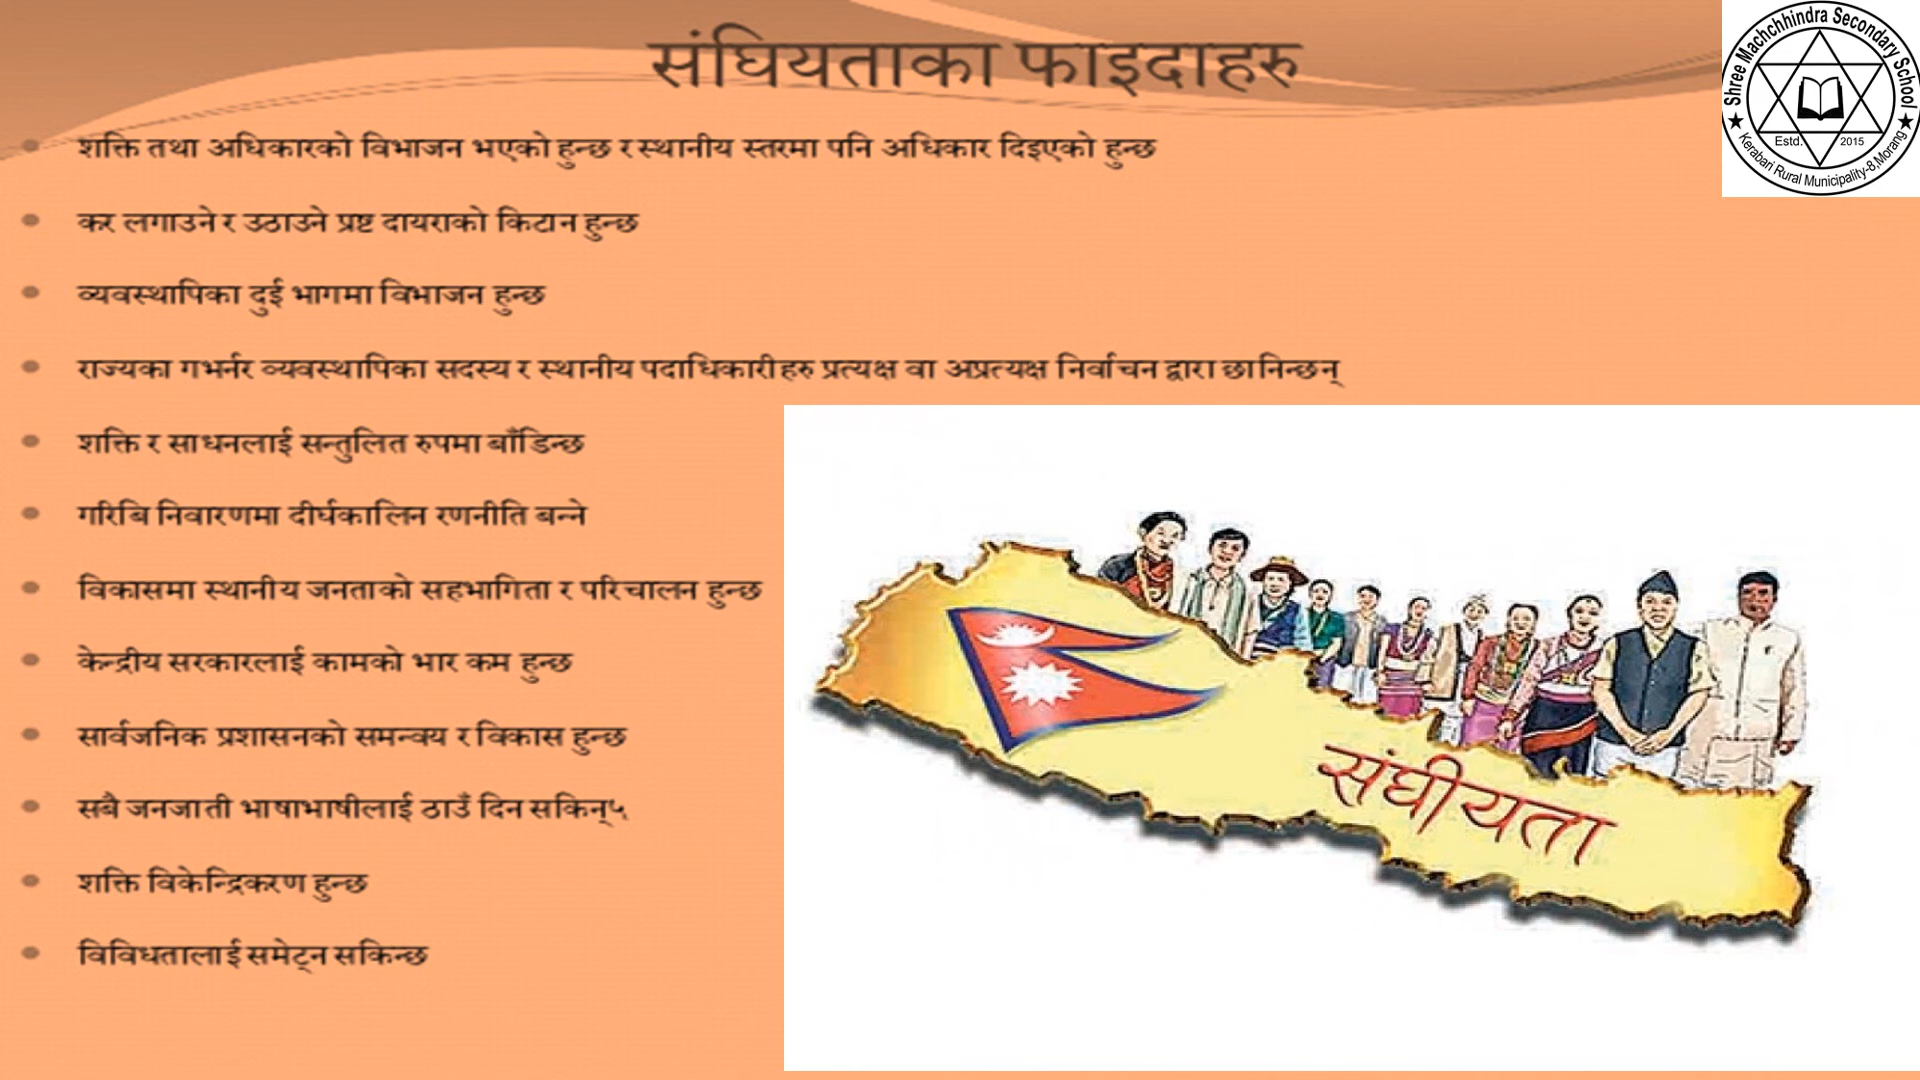 संघियताका फाइदाहरु
Shree Machchhindra Secondary School
Estd. 2015
Kerabari Rural Municipality-8,Morang
शक्ति तथा अधिकारको विभाजन भएको हुन्छ र स्थानीय स्तरमा पनि अधिकार दिइएको हुन्छ
कर लगाउने र उठाउने प्रष्ट दायराको किटान हुन्छ
व्यवस्थापिका दुई भागमा विभाजन हुन्छ
राज्यका गभर्नर व्यवस्थापिका सदस्य र स्थानीय पदाधिकारीहरु प्रत्यक्ष वा अप्रत्यक्ष निर्वाचन द्वारा छानिन्छन्
शक्ति र साधनलाई सन्तुलित रुपमा बाँडिन्छ
गरिबि निवारणमा दीर्घकालिन रणनीति बन्ने
विकासमा स्थानीय जनताको सहभागिता र परिचालन हुन्छ
केन्द्रीय सरकारलाई कामको भार कम हुन्छ
सार्वजनिक प्रशासनको समन्वय र विकास हुन्छ
सबै जनजाती भाषाभाषीलाई ठाउँ दिन सकिन्५
शक्ति विकेन्द्रिकरण हुन्छ
विविधतालाई समेट्न सकिन्छ
संघीयता